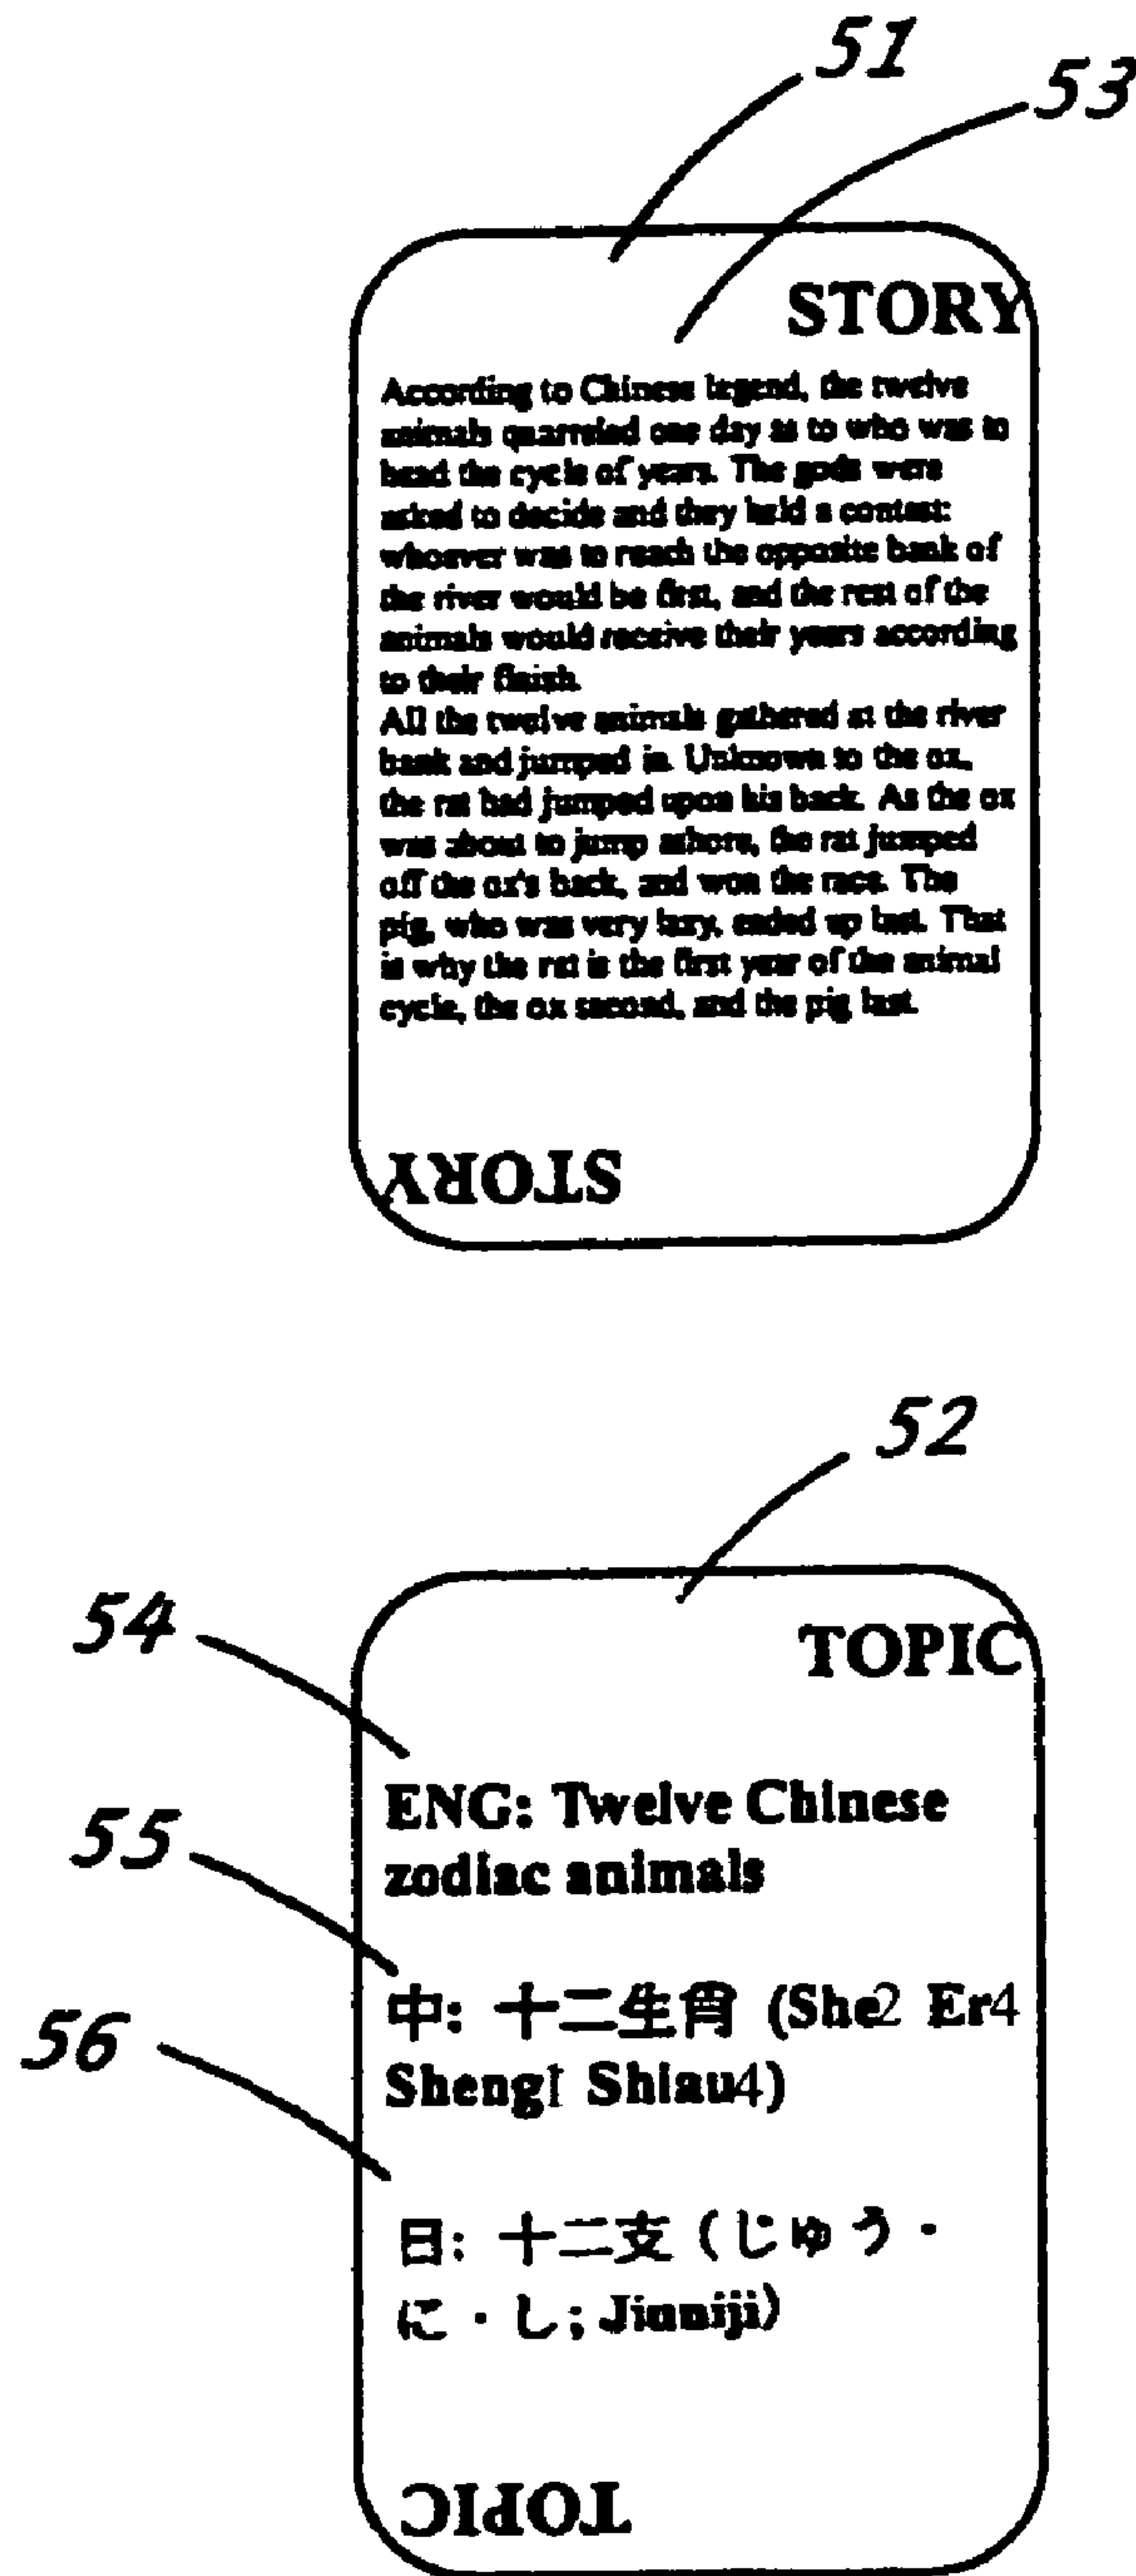 51
53
STORY
According to Chinese legend, the twelve
animals quarreled one day as to who was to
head the cycle of years. The gods were
asked to decide and they held a contest:
whoever was to reach the opposite bank of
the river would be first, and the rest of the
animals would receive their years according
to their finish.
All the twelve animals gathered at the river
bank and jumped in. Unknown to the ox,
the rat had jumped upon his back. As the ox
was about to jump ashore, the rat jumped
off the ox's back, and won the race. The
pig, who was very lazy, ended up last. That
is why the rat is the first year of the animal
cycle, the ox second, and the pig last.
STORY
52
TOPIC
54
ENG: Twelve Chinese
zodiac animals
55
中: 十二生肖 (She2 Er4
Sheng1 Shiau4)
56
日: 十二支 (じゅう・
に・し; Jiuniji)
TOPIC